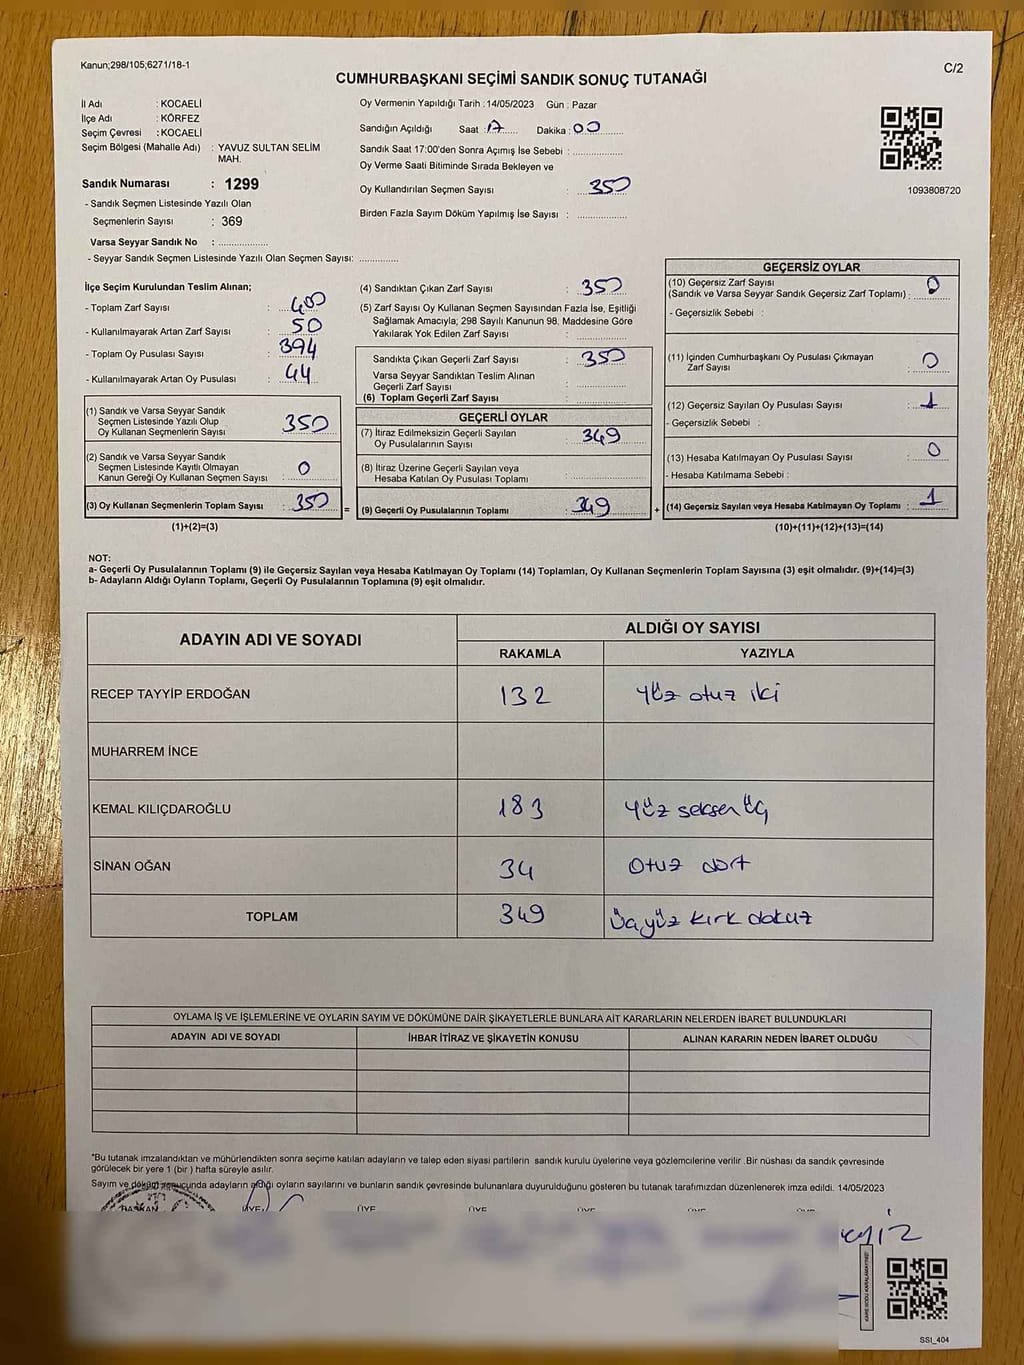 Kanun;298/105;6271/18-1
C/2
CUMHURBAŞKANI SEÇİMİ SANDIK SONUÇ TUTANAĞI
İl Adı : KOCAELİ
İlçe Adı : KÖRFEZ
Seçim Çevresi : KOCAELİ
Seçim Bölgesi (Mahalle Adı) : YAVUZ SULTAN SELİM
MAH.
Sandık Numarası : 1299
- Sandık Seçmen Listesinde Yazılı Olan
Seçmenlerin Sayısı : 369
Varsa Seyyar Sandık No : ..................
- Seyyar Sandık Seçmen Listesinde Yazılı Olan Seçmen Sayısı: ..............
Oy Vermenin Yapıldığı Tarih : 14/05/2023 Gün : Pazar
Sandığın Açıldığı Saat : 17 Dakika : 00
Sandık Saat 17:00'den Sonra Açımış İse Sebebi : ..................
Oy Verme Saati Bitiminde Sırada Bekleyen ve
Oy Kullandırılan Seçmen Sayısı : 350
Birden Fazla Sayım Döküm Yapılmış İse Sayısı : ..................
1093808720
İlçe Seçim Kurulundan Teslim Alınan;
- Toplam Zarf Sayısı : 400
- Kullanılmayarak Artan Zarf Sayısı : 50
- Toplam Oy Pusulası Sayısı : 394
- Kullanılmayarak Artan Oy Pusulası : 44
(1) Sandık ve Varsa Seyyar Sandık
Seçmen Listesinde Yazılı Olup
Oy Kullanan Seçmenlerin Sayısı : 350
(2) Sandık ve Varsa Seyyar Sandık
Seçmen Listesinde Kayıtlı Olmayan
Kanun Gereği Oy Kullanan Seçmen Sayısı : 0
(3) Oy Kullanan Seçmenlerin Toplam Sayısı : 350 =
(1)+(2)=(3)
(4) Sandıktan Çıkan Zarf Sayısı : 350
(5) Zarf Sayısı Oy Kullanan Seçmen Sayısından Fazla İse, Eşitliği
Sağlamak Amacıyla; 298 Sayılı Kanunun 98. Maddesine Göre
Yakılarak Yok Edilen Zarf Sayısı : ..................
Sandıkta Çıkan Geçerli Zarf Sayısı : 350
Varsa Seyyar Sandıktan Teslim Alınan
Geçerli Zarf Sayısı : ..................
(6) Toplam Geçerli Zarf Sayısı : ..................
GEÇERLİ OYLAR
(7) İtiraz Edilmeksizin Geçerli Sayılan
Oy Pusulalarının Sayısı : 349
(8) İtiraz Üzerine Geçerli Sayılan veya
Hesaba Katılan Oy Pusulası Toplamı : ..................
(9) Geçerli Oy Pusulalarının Toplamı : 349 +
GEÇERSİZ OYLAR
(10) Geçersiz Zarf Sayısı
(Sandık ve Varsa Seyyar Sandık Geçersiz Zarf Toplamı) : 0
- Geçersizlik Sebebi :
(11) İçinden Cumhurbaşkanı Oy Pusulası Çıkmayan
Zarf Sayısı : 0
(12) Geçersiz Sayılan Oy Pusulası Sayısı : 1
- Geçersizlik Sebebi :
(13) Hesaba Katılmayan Oy Pusulası Sayısı : 0
- Hesaba Katılmama Sebebi :
(14) Geçersiz Sayılan veya Hesaba Katılmayan Oy Toplamı : 1
(10)+(11)+(12)+(13)=(14)
NOT:
a- Geçerli Oy Pusulalarının Toplamı (9) ile Geçersiz Sayılan veya Hesaba Katılmayan Oy Toplamı (14) Toplamları, Oy Kullanan Seçmenlerin Toplam Sayısına (3) eşit olmalıdır. (9)+(14)=(3)
b- Adayların Aldığı Oyların Toplamı, Geçerli Oy Pusulalarının Toplamına (9) eşit olmalıdır.
ADAYIN ADI VE SOYADI ALDIĞI OY SAYISI
RAKAMLA YAZIYLA
RECEP TAYYİP ERDOĞAN 132 yüz otuz iki
MUHARREM İNCE
KEMAL KILIÇDAROĞLU 183 yüz seksen üç
SİNAN OĞAN 34 otuz dört
TOPLAM 349 üçyüz kırk dokuz
OYLAMA İŞ VE İŞLEMLERİNE VE OYLARIN SAYIM VE DÖKÜMÜNE DAİR ŞİKAYETLERLE BUNLARA AİT KARARLARIN NELERDEN İBARET BULUNDUKLARI
ADAYIN ADI VE SOYADI İHBAR İTİRAZ VE ŞİKAYETİN KONUSU ALINAN KARARIN NEDEN İBARET OLDUĞU
*Bu tutanak imzalandıktan ve mühürlendikten sonra seçime katılan adayların ve talep eden siyasi partilerin sandık kurulu üyelerine veya gözlemcilerine verilir .Bir nüshası da sandık çevresinde
görülecek bir yere 1 (bir ) hafta süreyle asılır.
Sayım ve döküm sonucunda adayların aldığı oyların sayılarını ve bunların sandık çevresinde bulunanlara duyurulduğunu gösteren bu tutanak tarafımızdan düzenlenerek imza edildi. 14/05/2023
BAŞKAN ÜYE ÜYE ÜYE ÜYE
SSI_404